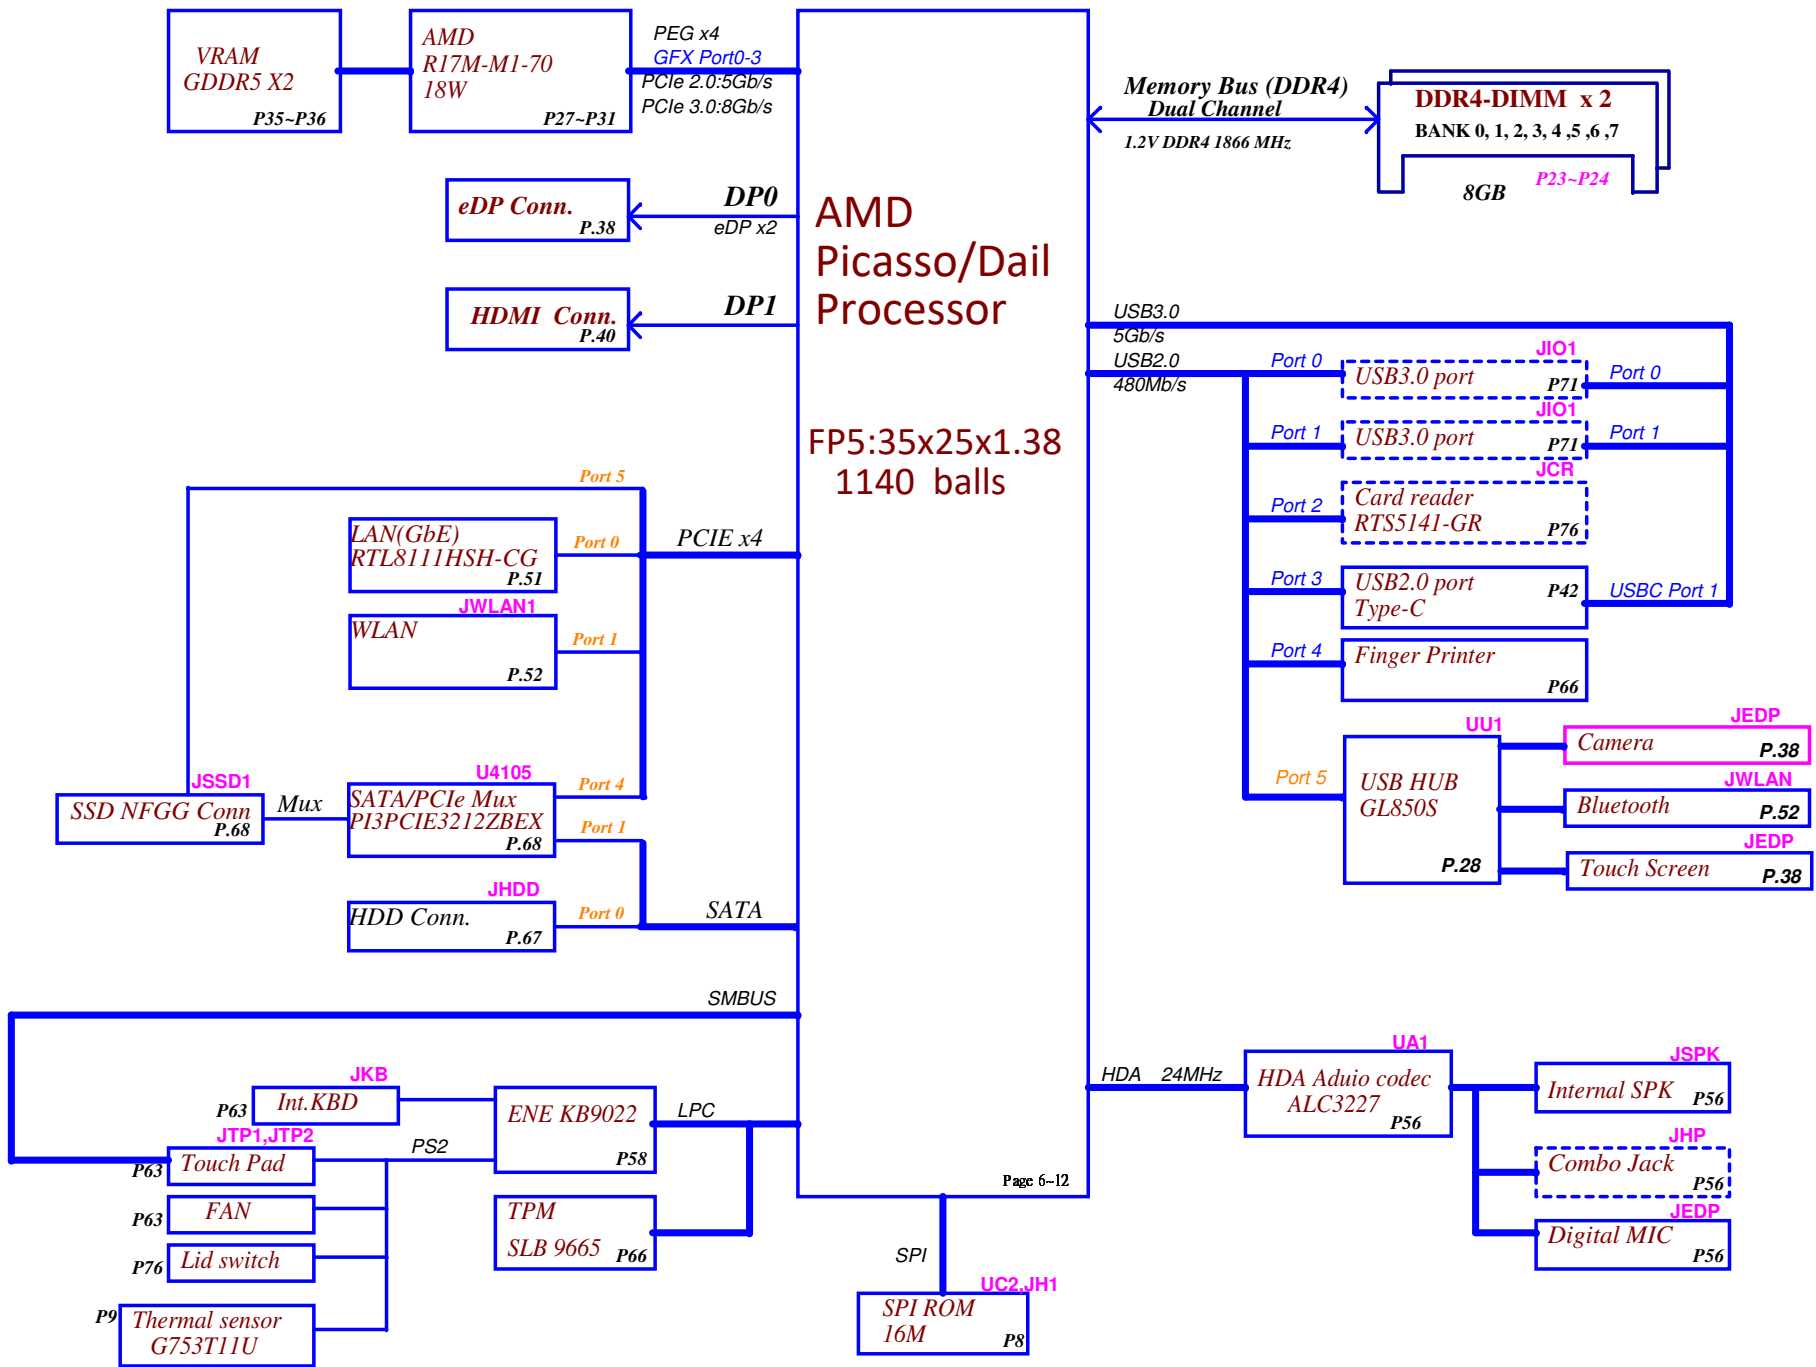 VRAM
GDDR5 X2
P35~P36
AMD
R17M-M1-70
18W
P27~P31
PEG x4
GFX Port0-3
PCIe 2.0:5Gb/s
PCIe 3.0:8Gb/s
Memory Bus (DDR4)
Dual Channel
1.2V DDR4 1866 MHz
DDR4-DIMM x 2
BANK 0, 1, 2, 3, 4 ,5 ,6 ,7
P23~P24
8GB
eDP Conn.
P.38
DP0
eDP x2
HDMI Conn.
P.40
DP1
AMD
Picasso/Dail
Processor
FP5:35x25x1.38
1140 balls
USB3.0
5Gb/s
USB2.0
480Mb/s
Port 0
JIO1
USB3.0 port
P71
Port 0
Port 1
JIO1
USB3.0 port
P71
Port 1
Port 2
JCR
Card reader
RTS5141-GR
P76
Port 3
USB2.0 port
Type-C
P42
USBC Port 1
Port 4
Finger Printer
P66
Port 5
UU1
USB HUB
GL850S
P.28
JEDP
Camera
P.38
JWLAN
Bluetooth
P.52
JEDP
Touch Screen
P.38
Port 5
LAN(GbE)
RTL8111HSH-CG
P.51
Port 0
PCIE x4
JWLAN1
WLAN
P.52
Port 1
JSSD1
SSD NFGG Conn
P.68
Mux
U4105
SATA/PCIe Mux
PI3PCIE3212ZBEX
P.68
Port 4
Port 1
JHDD
HDD Conn.
P.67
Port 0
SATA
SMBUS
JKB
Int.KBD
P63
JTP1,JTP2
Touch Pad
P63
PS2
FAN
P63
Lid switch
P76
Thermal sensor
G753T11U
P9
ENE KB9022
P58
LPC
TPM
SLB 9665
P66
Page 6~12
SPI
UC2,JH1
SPI ROM
16M
P8
HDA 24MHz
UA1
HDA Aduio codec
ALC3227
P56
JSPK
Internal SPK
P56
JHP
Combo Jack
P56
JEDP
Digital MIC
P56